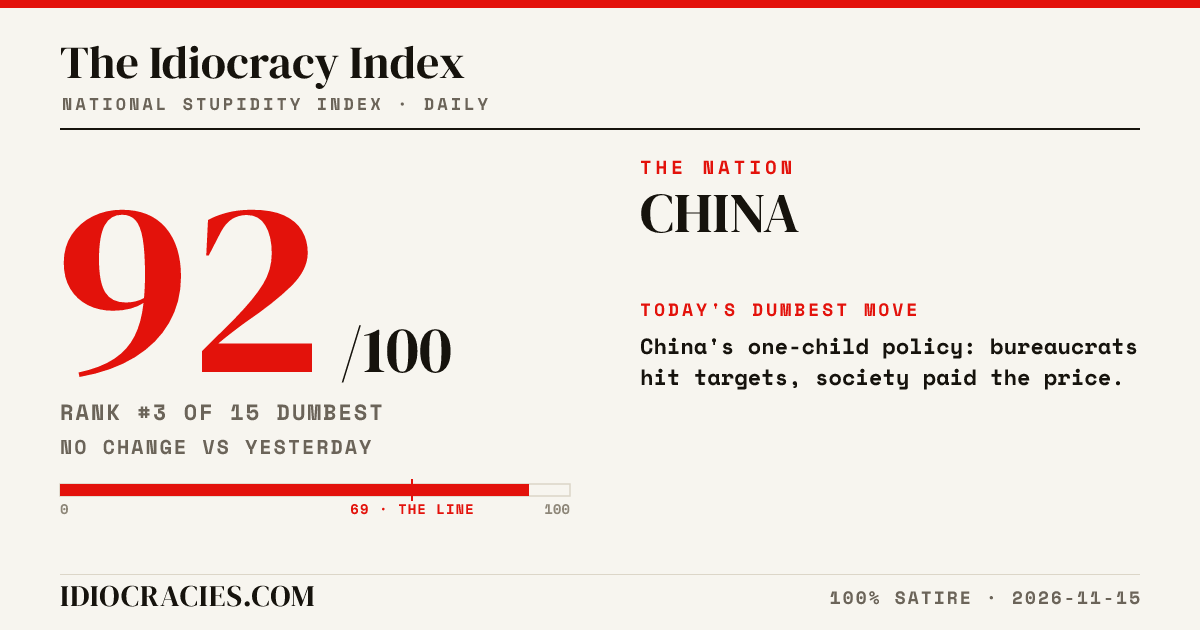 The Idiocracy Index
NATIONAL STUPIDITY INDEX · DAILY
92 /100
RANK #3 OF 15 DUMBEST
NO CHANGE VS YESTERDAY
0
69 · THE LINE
100
THE NATION
CHINA
TODAY'S DUMBEST MOVE
China's one-child policy: bureaucrats
hit targets, society paid the price.
IDIOCRACIES.COM
100% SATIRE · 2026-11-15